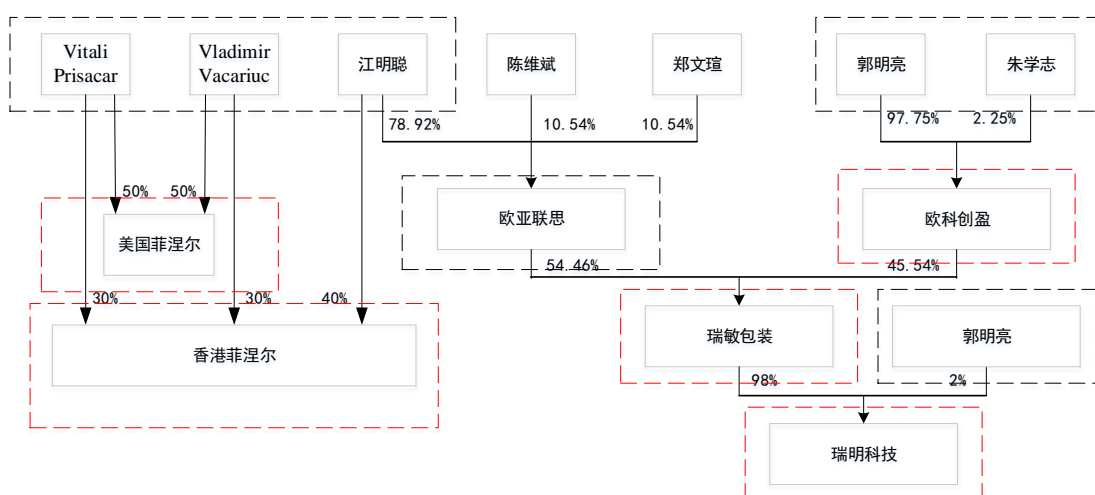 Vitali
Prisacar
Vladimir
Vacariuc
江明聪
陈维斌
郑文瑄
郭明亮
朱学志
78.92%
10.54%
10.54%
97.75%
2.25%
50%
50%
美国菲涅尔
欧亚联思
欧科创盈
54.46%
45.54%
30%
30%
40%
香港菲涅尔
瑞敏包装
郭明亮
98%
2%
瑞明科技